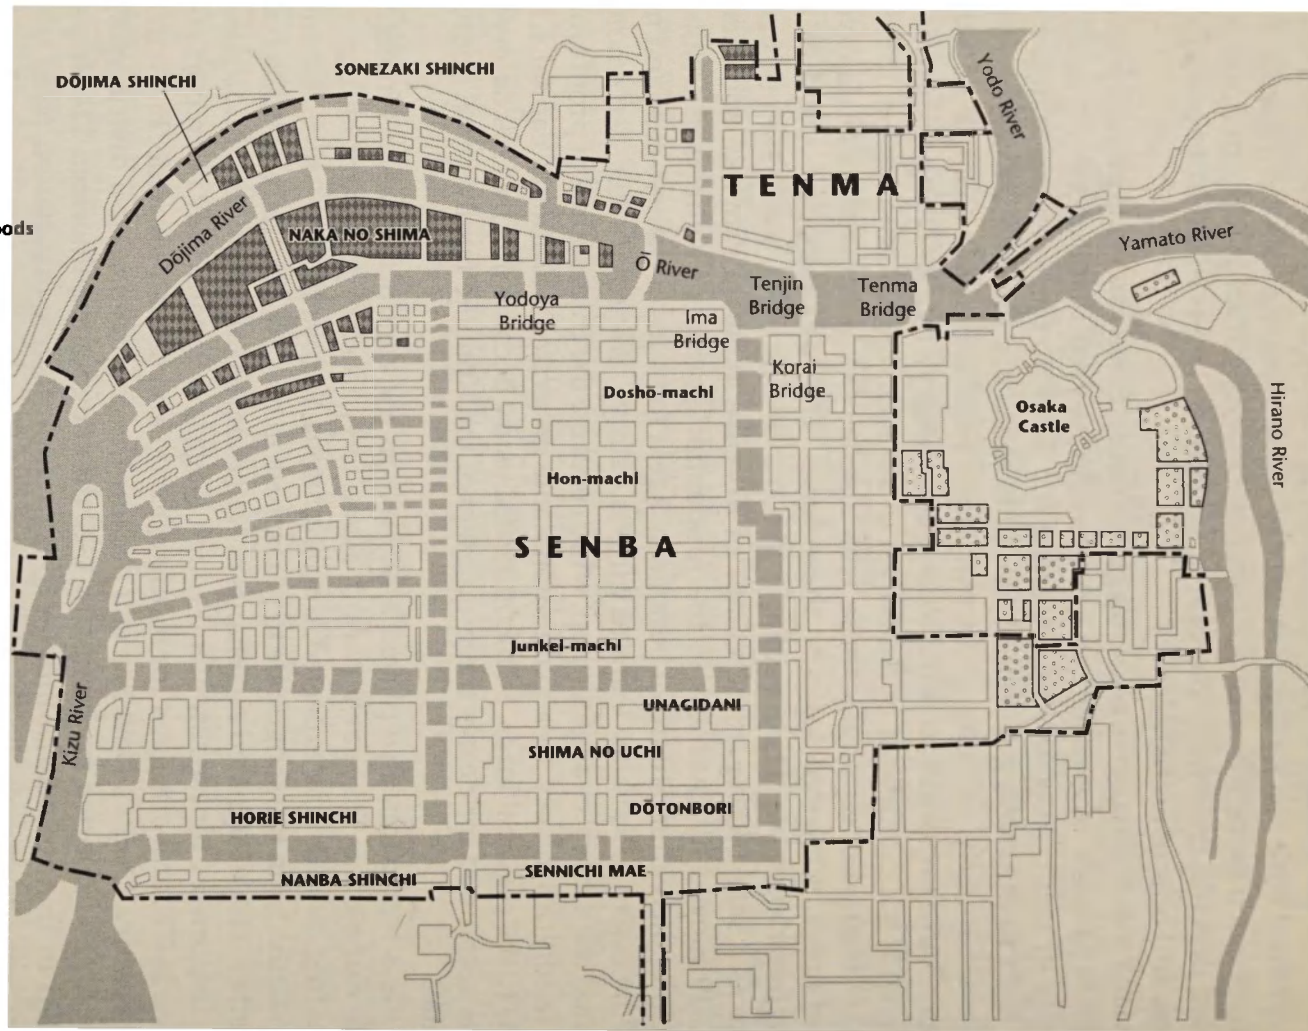 SONEZAKI SHINCHI
DŌJIMA SHINCHI
Yodo River
TENMA
oods
NAKA NO SHIMA
Dōjima River
Ō River
Yamato River
Tenjin
Bridge
Tenma
Bridge
Yodoya
Bridge
Ima
Bridge
Korai
Bridge
Doshō-machi
Osaka
Castle
Hirano River
Hon-machi
SENBA
Junkel-machi
Kizu River
UNAGIDANI
SHIMA NO UCHI
DŌTONBORI
HORIE SHINCHI
SENNICHI MAE
NANBA SHINCHI